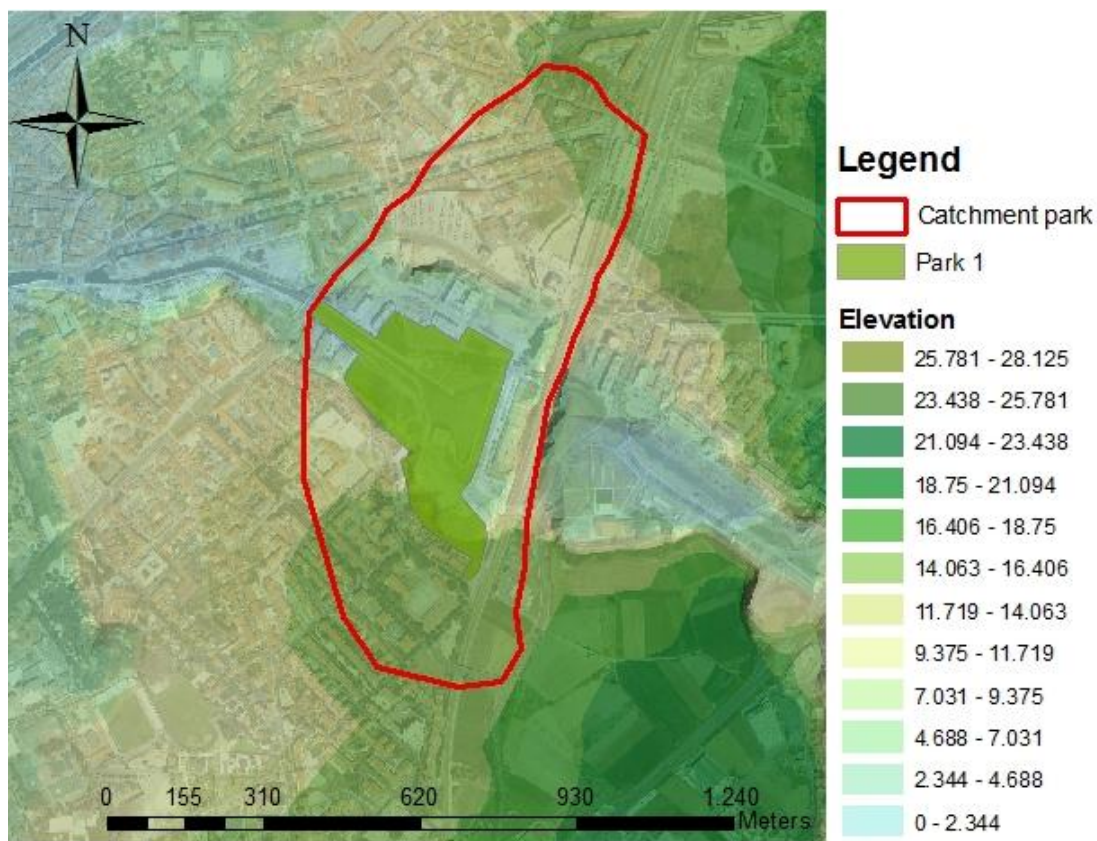 N
Legend
Catchment park
Park 1
Elevation
25.781 - 28.125
23.438 - 25.781
21.094 - 23.438
18.75 - 21.094
16.406 - 18.75
14.063 - 16.406
11.719 - 14.063
9.375 - 11.719
7.031 - 9.375
4.688 - 7.031
2.344 - 4.688
0 - 2.344
0 155 310 620 930 1.240
Meters